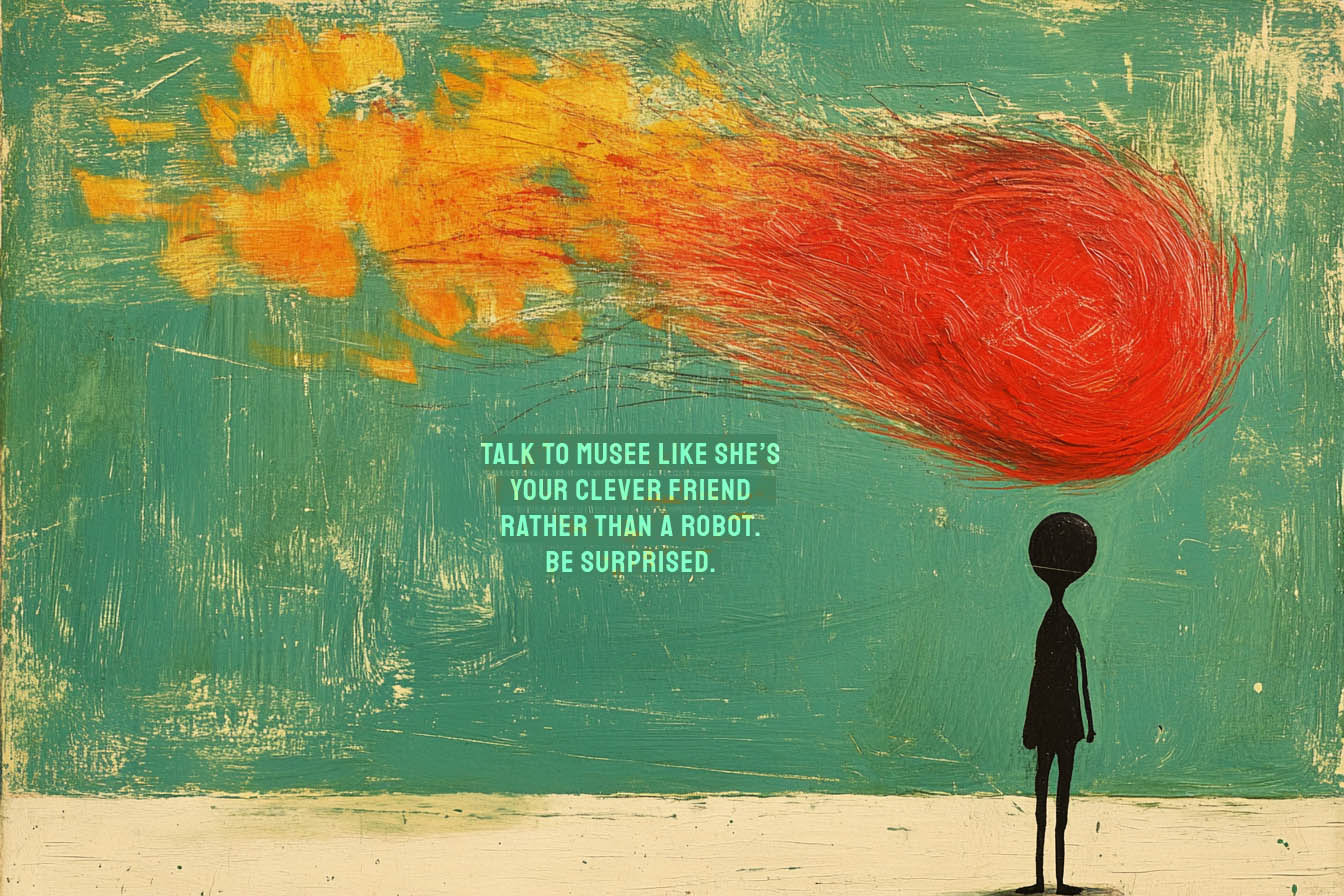 TALK TO MUSEE LIKE SHE’S
YOUR CLEVER FRIEND
RATHER THAN A ROBOT.
BE SURPRISED.